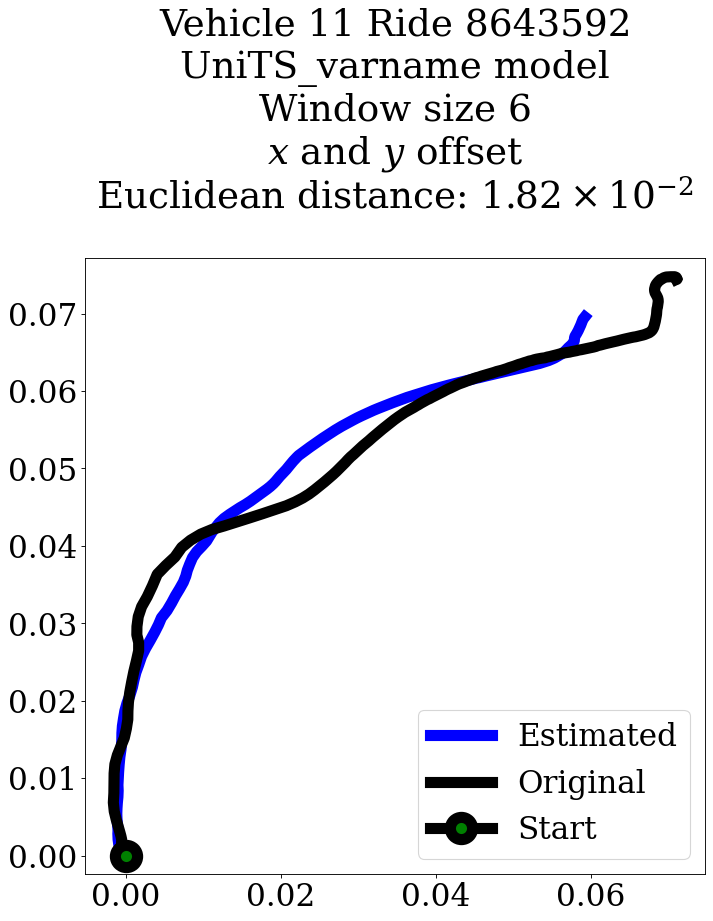 Vehicle 11 Ride 8643592
UniTS_varname model
Window size 6
x and y offset
Euclidean distance: 1.82 × 10⁻²
0.07
0.06
0.05
0.04
0.03
0.02
0.01
0.00
Estimated
Original
Start
0.00 0.02 0.04 0.06